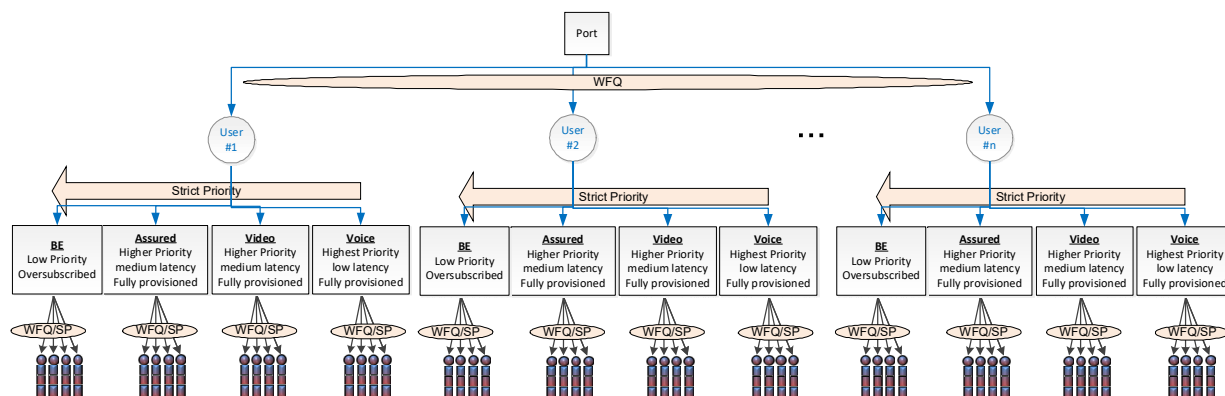 Port
WFQ
User
#1
User
#2
...
User
#n
Strict Priority
Strict Priority
Strict Priority
BE
Low Priority
Oversubscribed
Assured
Higher Priority
medium latency
Fully provisioned
Video
Higher Priority
medium latency
Fully provisioned
Voice
Highest Priority
low latency
Fully provisioned
BE
Low Priority
Oversubscribed
Assured
Higher Priority
medium latency
Fully provisioned
Video
Higher Priority
medium latency
Fully provisioned
Voice
Highest Priority
low latency
Fully provisioned
BE
Low Priority
Oversubscribed
Assured
Higher Priority
medium latency
Fully provisioned
Video
Higher Priority
medium latency
Fully provisioned
Voice
Highest Priority
low latency
Fully provisioned
WFQ/SP
WFQ/SP
WFQ/SP
WFQ/SP
WFQ/SP
WFQ/SP
WFQ/SP
WFQ/SP
WFQ/SP
WFQ/SP
WFQ/SP
WFQ/SP